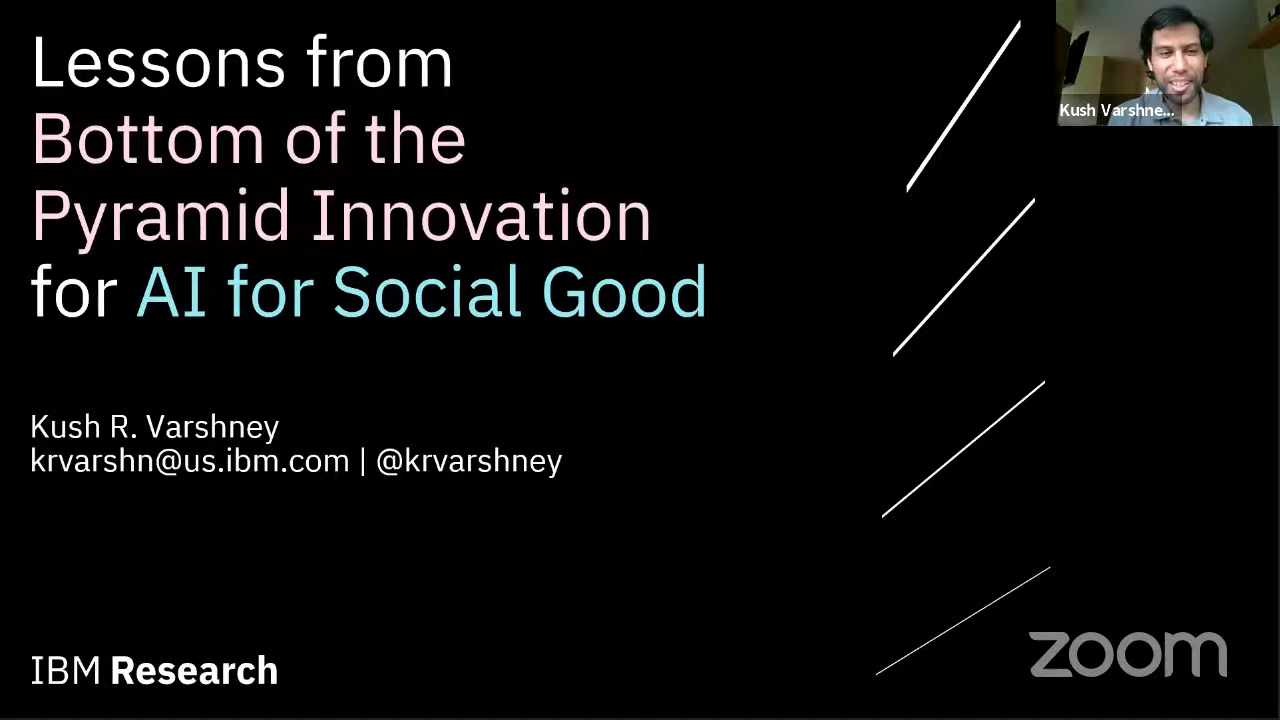 Lessons from
Bottom of the
Pyramid Innovation
for AI for Social Good
Kush Varshne...
Kush R. Varshney
krvarshn@us.ibm.com | @krvarshney
IBM Research
zoom